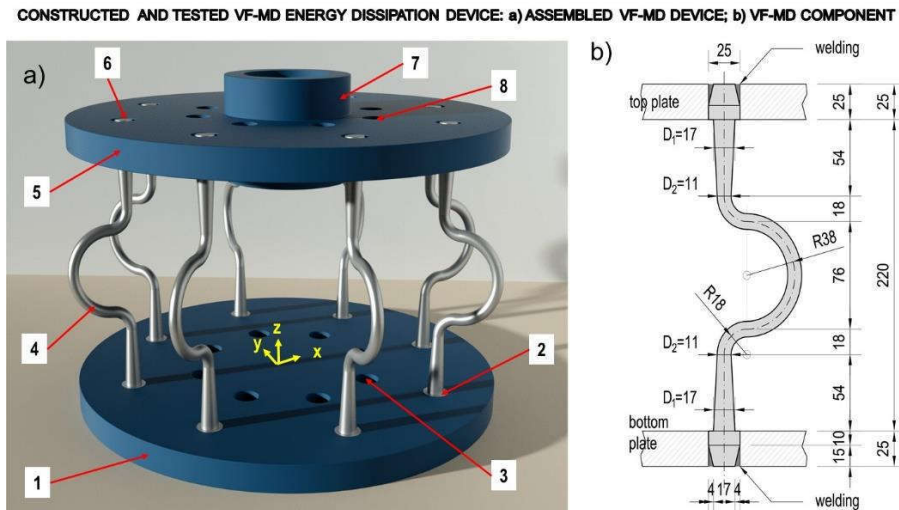 CONSTRUCTED AND TESTED VF-MD ENERGY DISSIPATION DEVICE: a) ASSEMBLED VF-MD DEVICE; b) VF-MD COMPONENT
a)
6
7
8
5
4
z
y
x
2
3
1
b)
25
welding
top plate
25
25
D₁=17
54
D₂=11
18
R38
76
220
R18
D₂=11
18
D₁=17
54
bottom
plate
10
15
25
4 17 4
welding